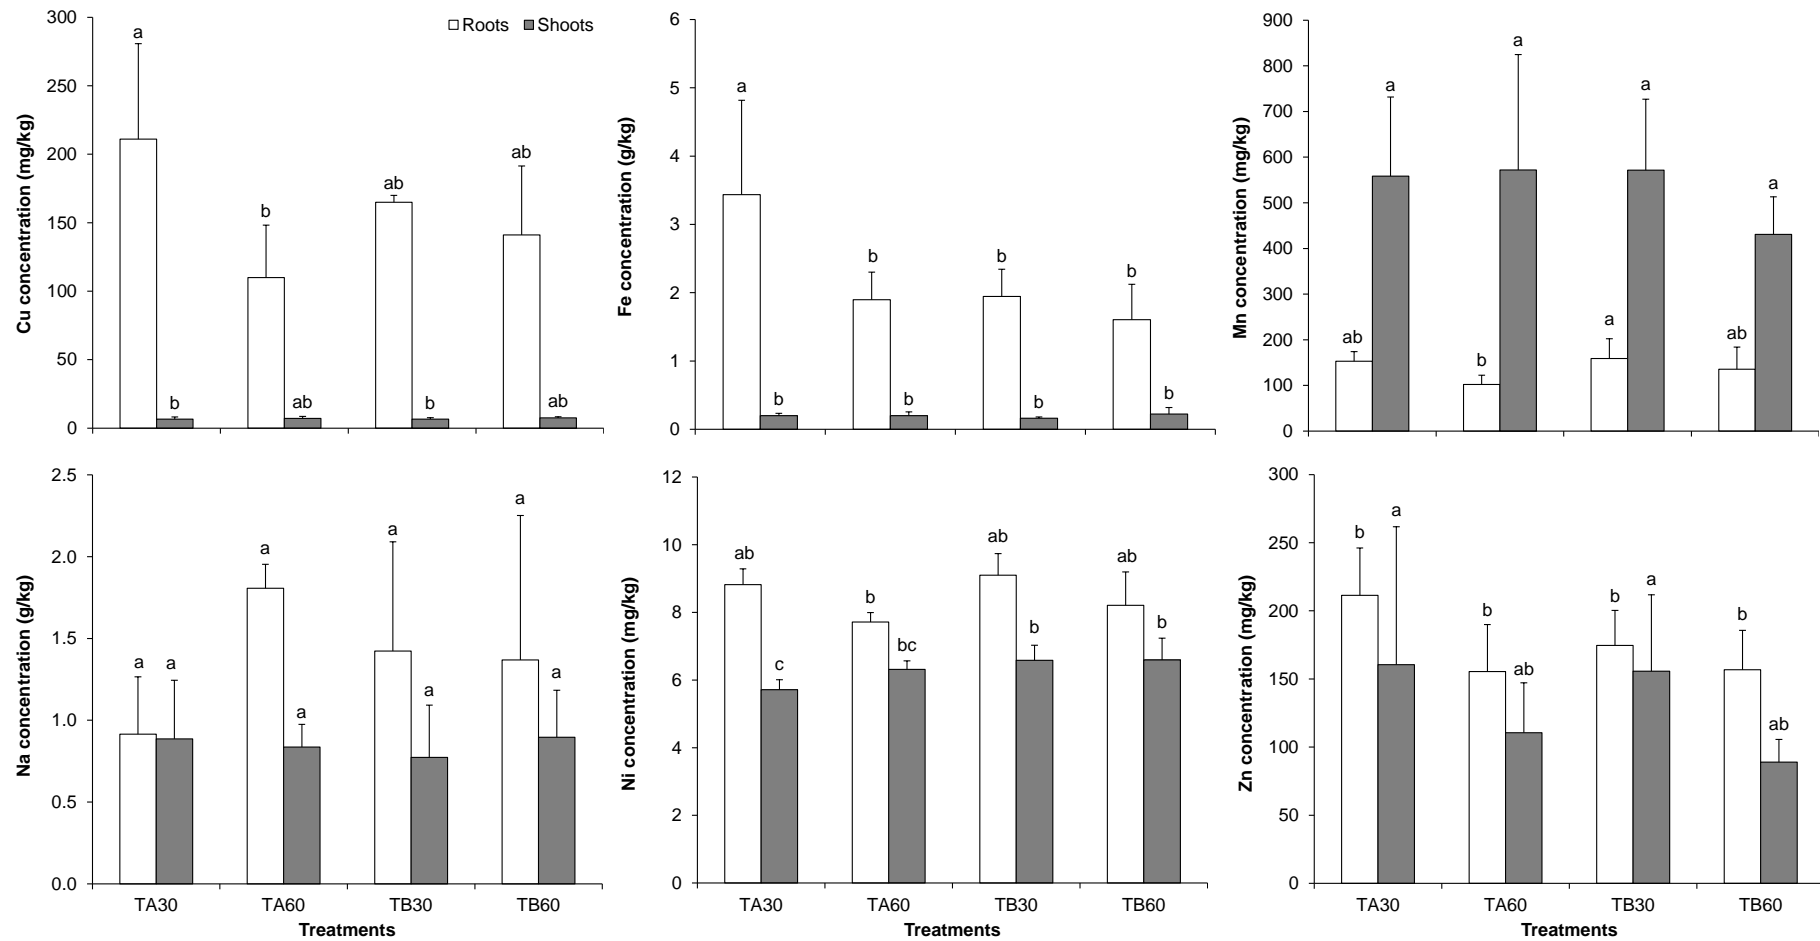 Roots Shoots
Cu concentration (mg/kg)
300
250
200
150
100
50
0
a
b
b
ab
ab
b
ab
ab
Fe concentration (g/kg)
6
5
4
3
2
1
0
a
b
b
b
b
b
b
b
Mn concentration (mg/kg)
900
800
700
600
500
400
300
200
100
0
ab
a
b
a
a
a
ab
a
Na concentration (g/kg)
2.5
2.0
1.5
1.0
0.5
0.0
a
a
a
a
a
a
a
a
TA30 TA60 TB30 TB60
Treatments
Ni concentration (mg/kg)
12
10
8
6
4
2
0
ab
c
b
bc
ab
b
ab
b
TA30 TA60 TB30 TB60
Treatments
Zn concentration (mg/kg)
300
250
200
150
100
50
0
b
a
b
ab
b
a
b
ab
TA30 TA60 TB30 TB60
Treatments